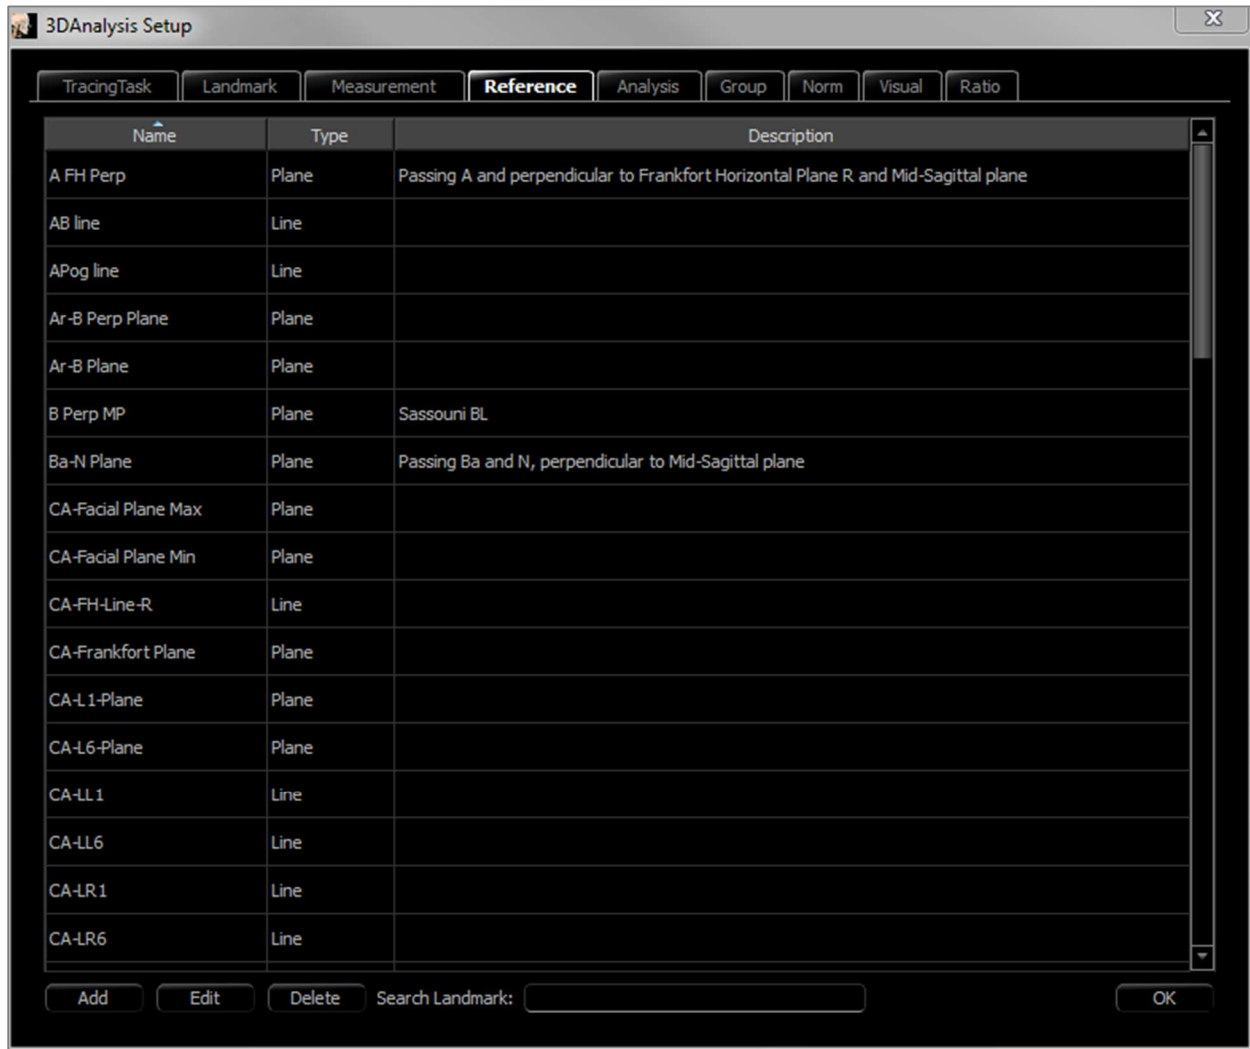 3DAnalysis Setup
TracingTask Landmark Measurement Reference Analysis Group Norm Visual Ratio
Name Type Description
A FH Perp Plane Passing A and perpendicular to Frankfort Horizontal Plane R and Mid-Sagittal plane
AB line Line
APog line Line
Ar-B Perp Plane Plane
Ar-B Plane Plane
B Perp MP Plane Sassouni BL
Ba-N Plane Plane Passing Ba and N, perpendicular to Mid-Sagittal plane
CA-Facial Plane Max Plane
CA-Facial Plane Min Plane
CA-FH-Line-R Line
CA-Frankfort Plane Plane
CA-L1-Plane Plane
CA-L6-Plane Plane
CA-LL1 Line
CA-LL6 Line
CA-LR1 Line
CA-LR6 Line
Add Edit Delete Search Landmark: OK